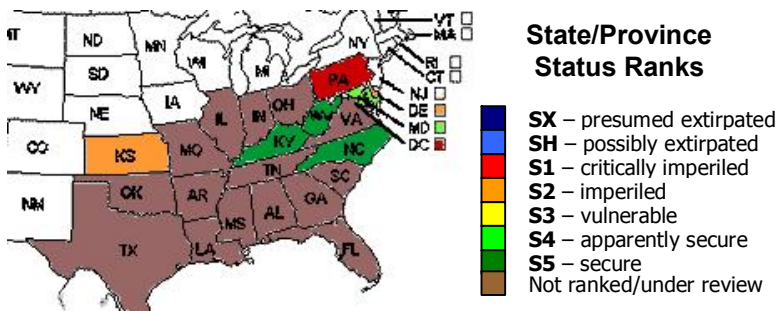 VT
MA
ND
MN
NY
MT
WI
RI
SD
MI
CT
WY
PA
NJ
IA
NE
DE
OH
IL
IN
MD
WV
VA
CO
DC
KS
MO
KY
NC
TN
OK
SC
NM
AR
GA
MS
AL
TX
LA
FL
State/Province
Status Ranks
SX – presumed extirpated
SH – possibly extirpated
S1 – critically imperiled
S2 – imperiled
S3 – vulnerable
S4 – apparently secure
S5 – secure
Not ranked/under review